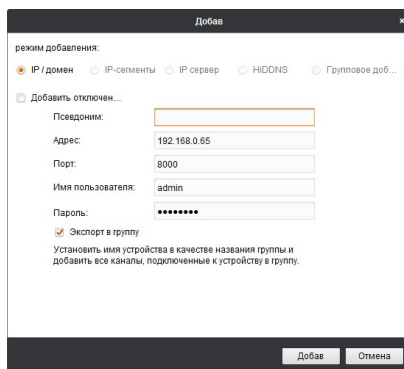 Добав ×
режим добавления:
IP / домен IP-сегменты IP сервер HiDDNS Групповое доб...
Добавить отключен...
Псевдоним:
Адрес: 192.168.0.65
Порт: 8000
Имя пользователя: admin
Пароль: ●●●●●●●●
Экспорт в группу
Установить имя устройства в качестве названия группы и
добавить все каналы, подключенные к устройству в группу.
Добав Отмена